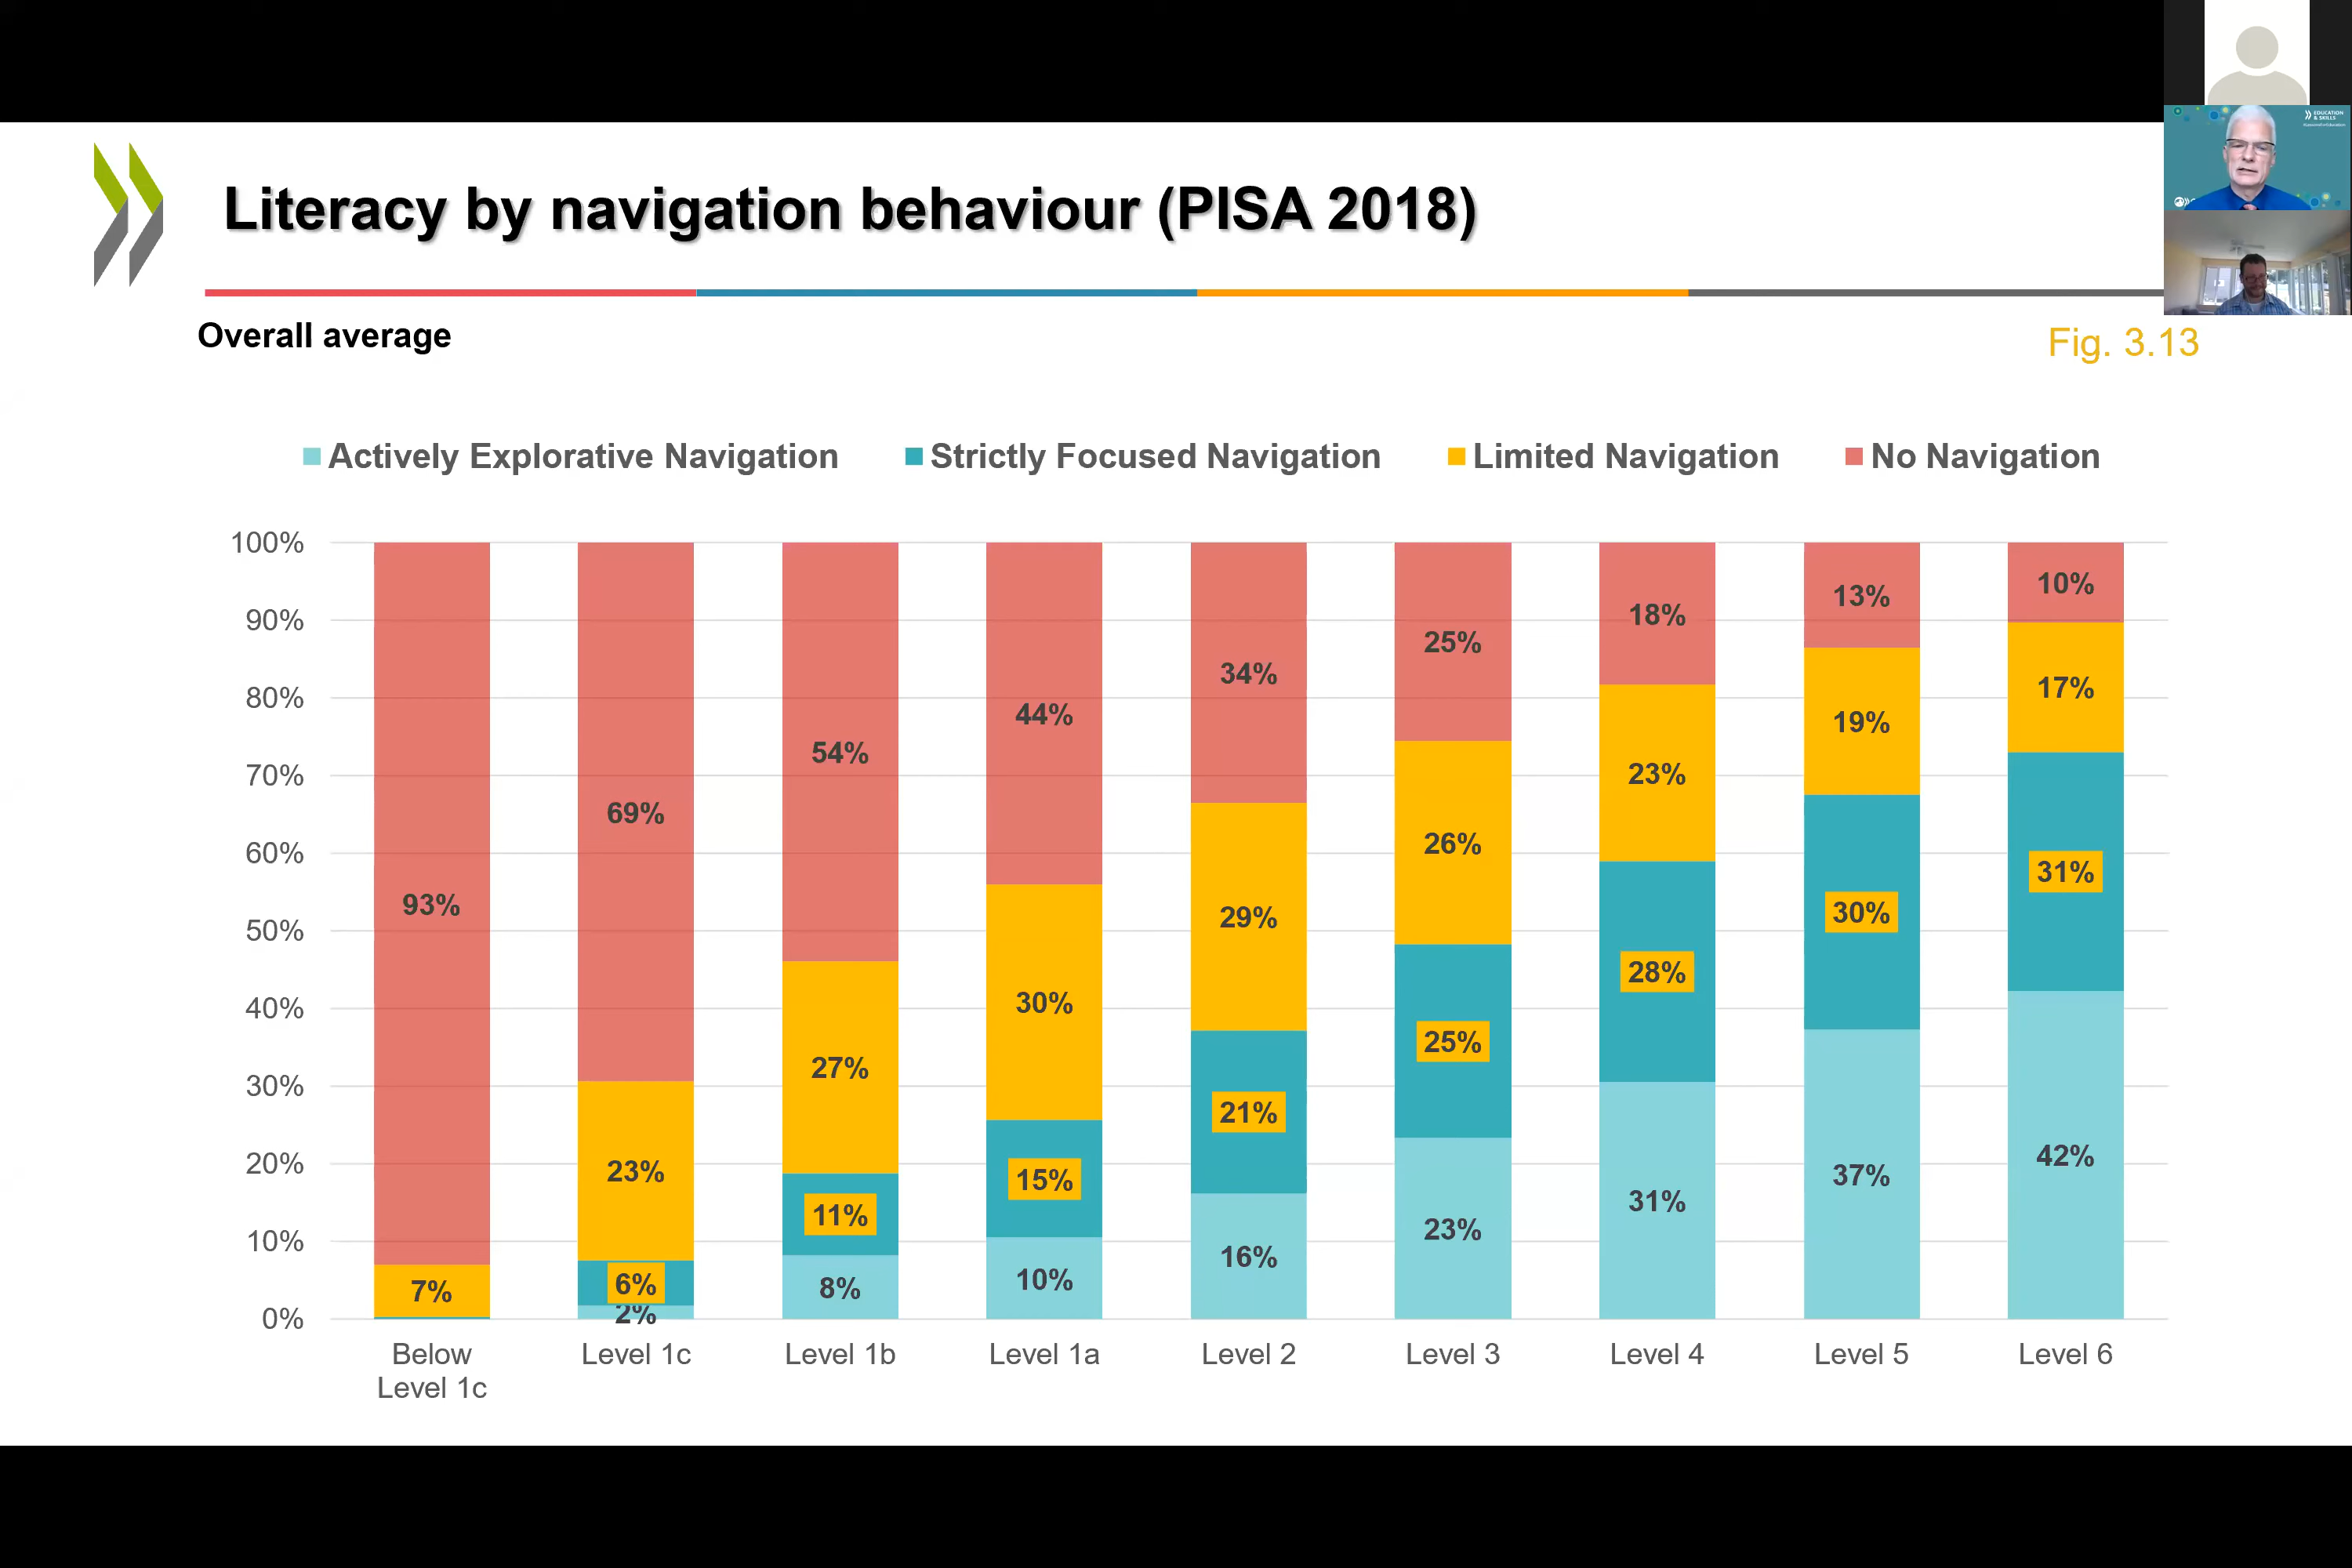 EDUCATION
& SKILLS
Literacy by navigation behaviour (PISA 2018)
Overall average
Fig. 3.13
Actively Explorative Navigation
Strictly Focused Navigation
Limited Navigation
No Navigation
100%
90%
80%
70%
60%
50%
40%
30%
20%
10%
0%
93%
7%
69%
23%
6%
2%
54%
27%
11%
8%
44%
30%
15%
10%
34%
29%
21%
16%
25%
26%
25%
23%
18%
23%
28%
31%
13%
19%
30%
37%
10%
17%
31%
42%
Below
Level 1c
Level 1c
Level 1b
Level 1a
Level 2
Level 3
Level 4
Level 5
Level 6